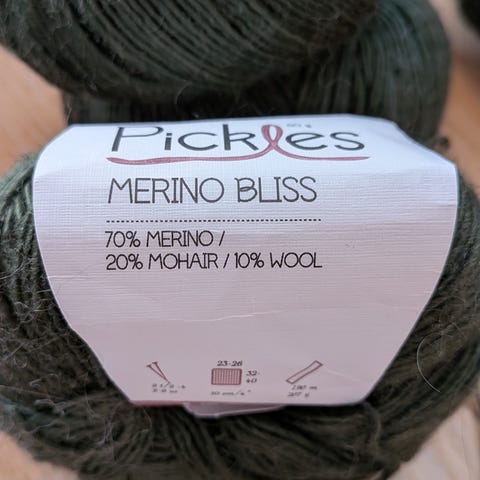 Pickles
MERINO BLISS
70% MERINO /
20% MOHAIR / 10% WOOL
23-26
32-
40